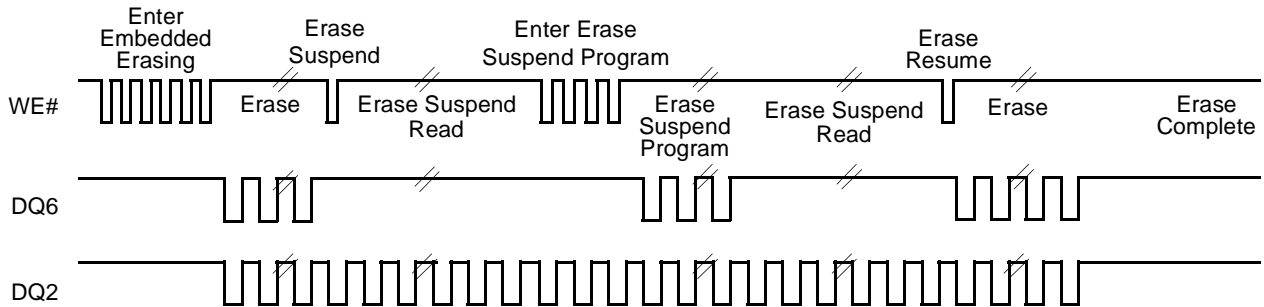 Enter
Embedded
Erasing
Erase
Suspend
Enter Erase
Suspend Program
Erase
Resume
WE#
Erase
Erase Suspend
Read
Erase
Suspend
Program
Erase Suspend
Read
Erase
Erase
Complete
DQ6
DQ2